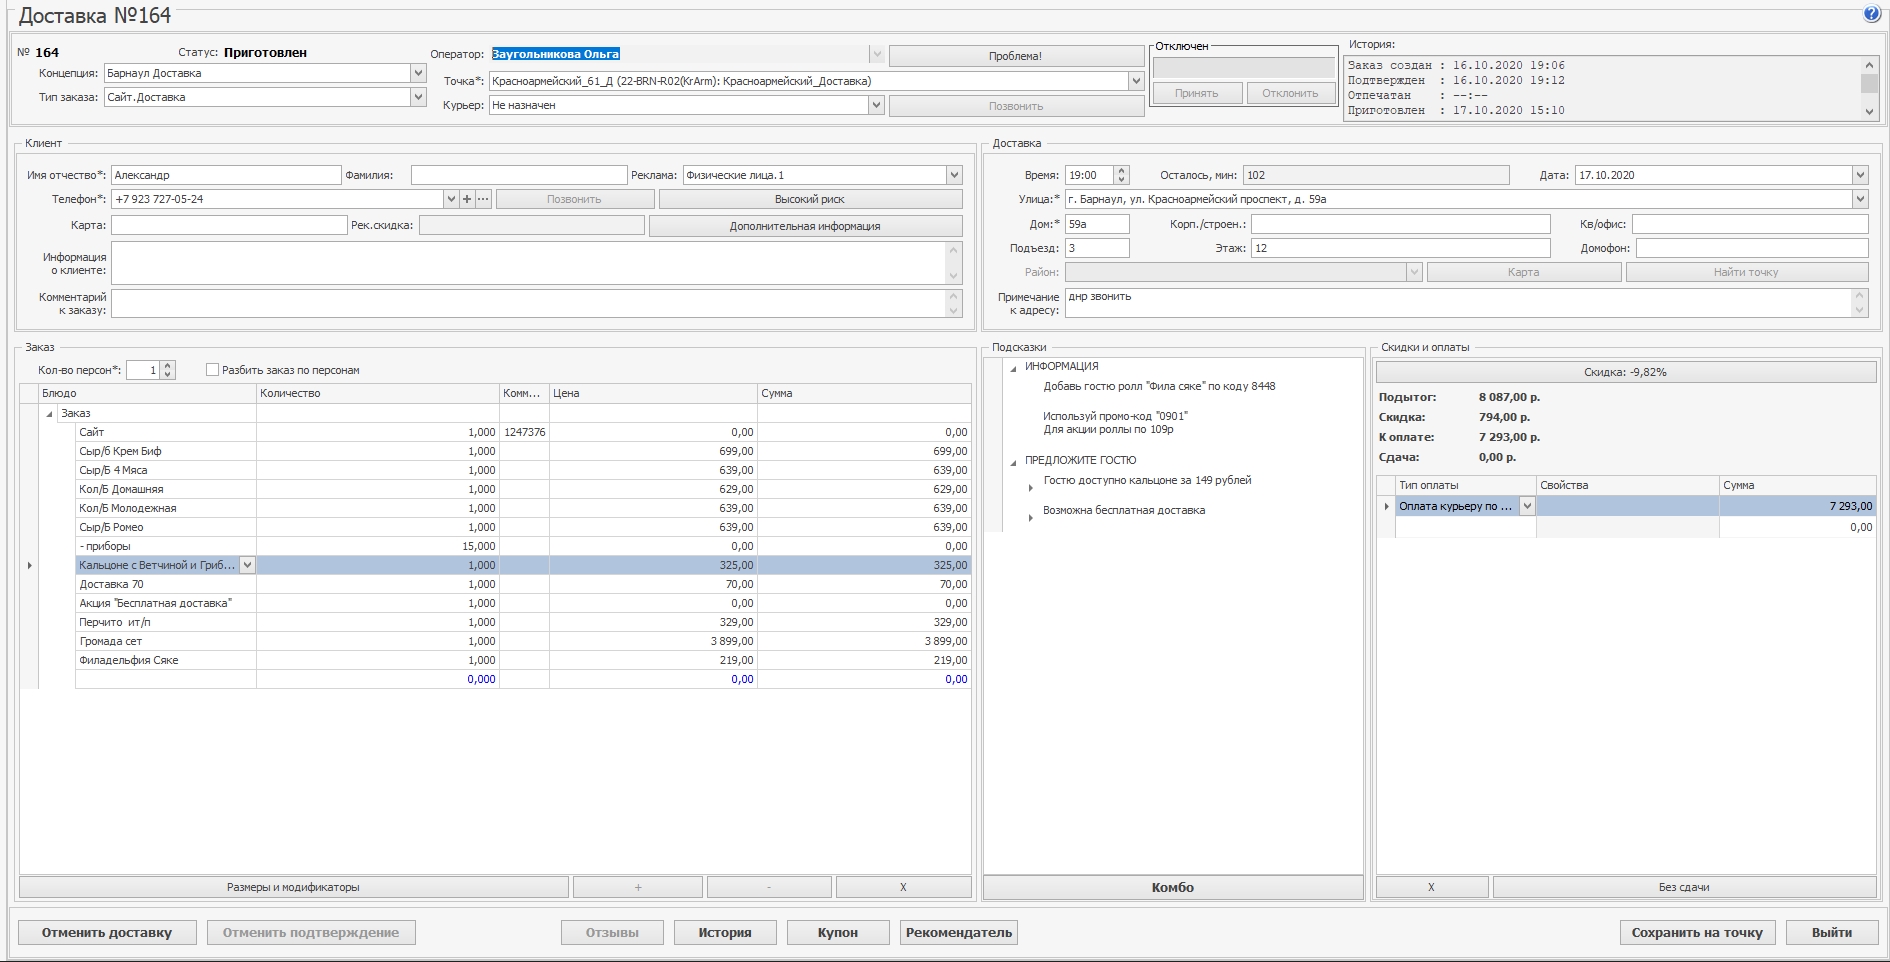 Доставка №164
№ 164 Статус: Приготовлен
Концепция: Барнаул Доставка
Тип заказа: Сайт.Доставка
Оператор: Заугольникова Ольга Проблема!
Точка*: Красноармейский_61_Д (22-BRN-R02(KrArm): Красноармейский_Доставка)
Курьер: Не назначен Позвонить
Отключен
Принять Отклонить
История:
Заказ создан : 16.10.2020 19:06
Подтвержден : 16.10.2020 19:12
Отпечатан : --:--
Приготовлен : 17.10.2020 15:10
Клиент
Имя отчество*: Александр Фамилия: Реклама: Физические лица.1
Телефон*: +7 923 727-05-24 + ... Позвонить Высокий риск
Карта: Рек.скидка: Дополнительная информация
Информация
о клиенте:
Комментарий
к заказу:
Доставка
Время: 19:00 Осталось, мин: 102 Дата: 17.10.2020
Улица:* г. Барнаул, ул. Красноармейский проспект, д. 59а
Дом:* 59а Корп./строен.: Кв/офис:
Подъезд: 3 Этаж: 12 Домофон:
Район: Карта Найти точку
Примечание
к адресу: днр звонить
Заказ
Кол-во персон*: 1 Разбить заказ по персонам
Блюдо Количество Комм... Цена Сумма
Заказ
Сайт 1,000 1247376 0,00 0,00
Сыр/б Крем Биф 1,000 699,00 699,00
Сыр/Б 4 Мяса 1,000 639,00 639,00
Кол/Б Домашняя 1,000 629,00 629,00
Кол/Б Молодежная 1,000 639,00 639,00
Сыр/Б Ромео 1,000 639,00 639,00
- приборы 15,000 0,00 0,00
Кальцоне с Ветчиной и Гриб... 1,000 325,00 325,00
Доставка 70 1,000 70,00 70,00
Акция "Бесплатная доставка" 1,000 0,00 0,00
Перчито ит/п 1,000 329,00 329,00
Громада сет 1,000 3 899,00 3 899,00
Филадельфия Сяке 1,000 219,00 219,00
0,000 0,00 0,00
Размеры и модификаторы + - X
Подсказки
ИНФОРМАЦИЯ
Добавь гостю ролл "Фила сяке" по коду 8448
Используй промо-код "0901"
Для акции роллы по 109р
ПРЕДЛОЖИТЕ ГОСТЮ
Гостю доступно кальцоне за 149 рублей
Возможна бесплатная доставка
Комбо
Скидки и оплаты
Скидка: -9,82%
Подытог: 8 087,00 р.
Скидка: 794,00 р.
К оплате: 7 293,00 р.
Сдача: 0,00 р.
Тип оплаты Свойства Сумма
Оплата курьеру по ... 7 293,00
0,00
X Без сдачи
Отменить доставку Отменить подтверждение Отзывы История Купон Рекомендатель Сохранить на точку Выйти